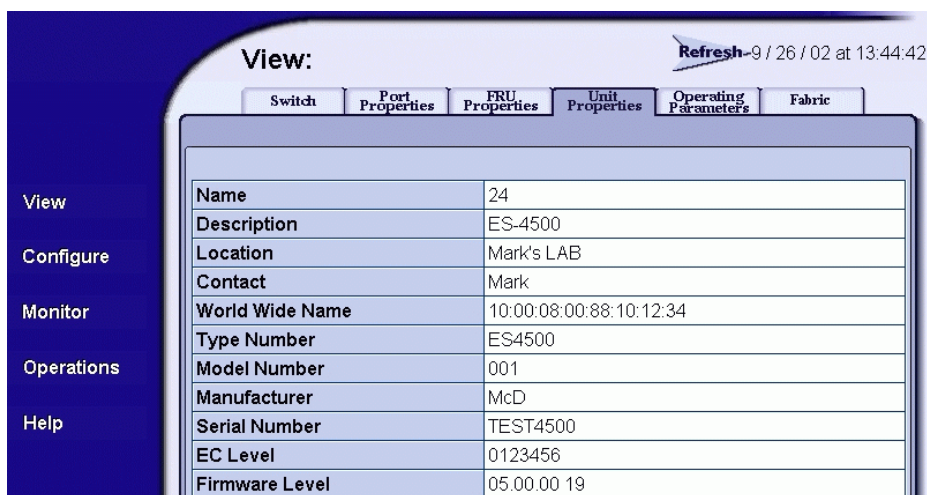 View:
Refresh 9 / 26 / 02 at 13:44:42
Switch
Port Properties
FRU Properties
Unit Properties
Operating Parameters
Fabric
View
Configure
Monitor
Operations
Help
Name 24
Description ES-4500
Location Mark's LAB
Contact Mark
World Wide Name 10:00:08:00:88:10:12:34
Type Number ES4500
Model Number 001
Manufacturer McD
Serial Number TEST4500
EC Level 0123456
Firmware Level 05.00.00 19